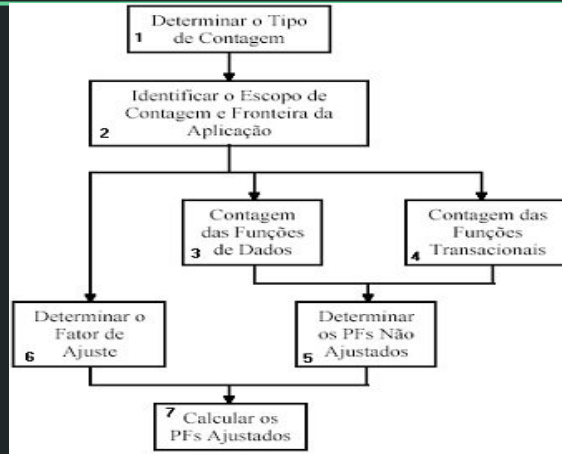 Determinar o Tipo
1 de Contagem
Identificar o Escopo de
Contagem e Fronteira da
2 Aplicação
Contagem
das Funções
3 de Dados
Contagem das
Funções
4 Transacionais
Determinar o
Fator de
6 Ajuste
Determinar
os PFs Não
5 Ajustados
7 Calcular os
PFs Ajustados